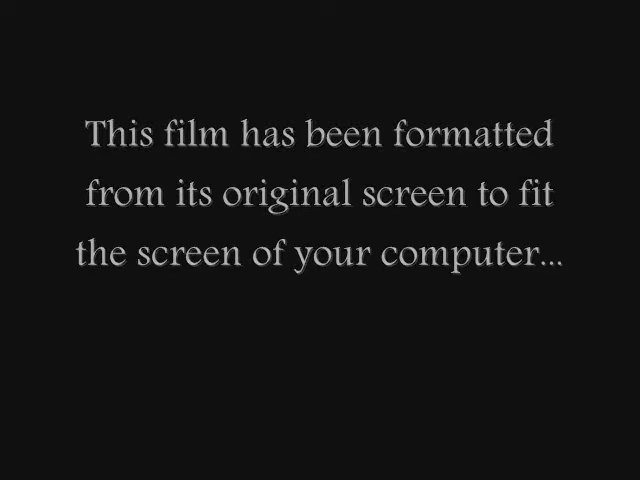 This film has been formatted
from its original screen to fit
the screen of your computer...